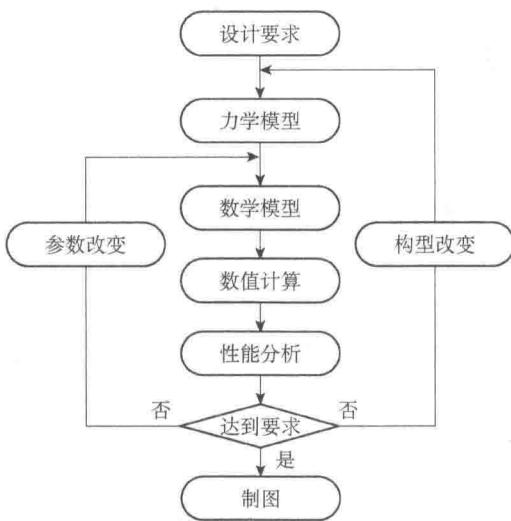 设计要求
力学模型
数学模型
参数改变
构型改变
数值计算
性能分析
否
达到要求
否
是
制图